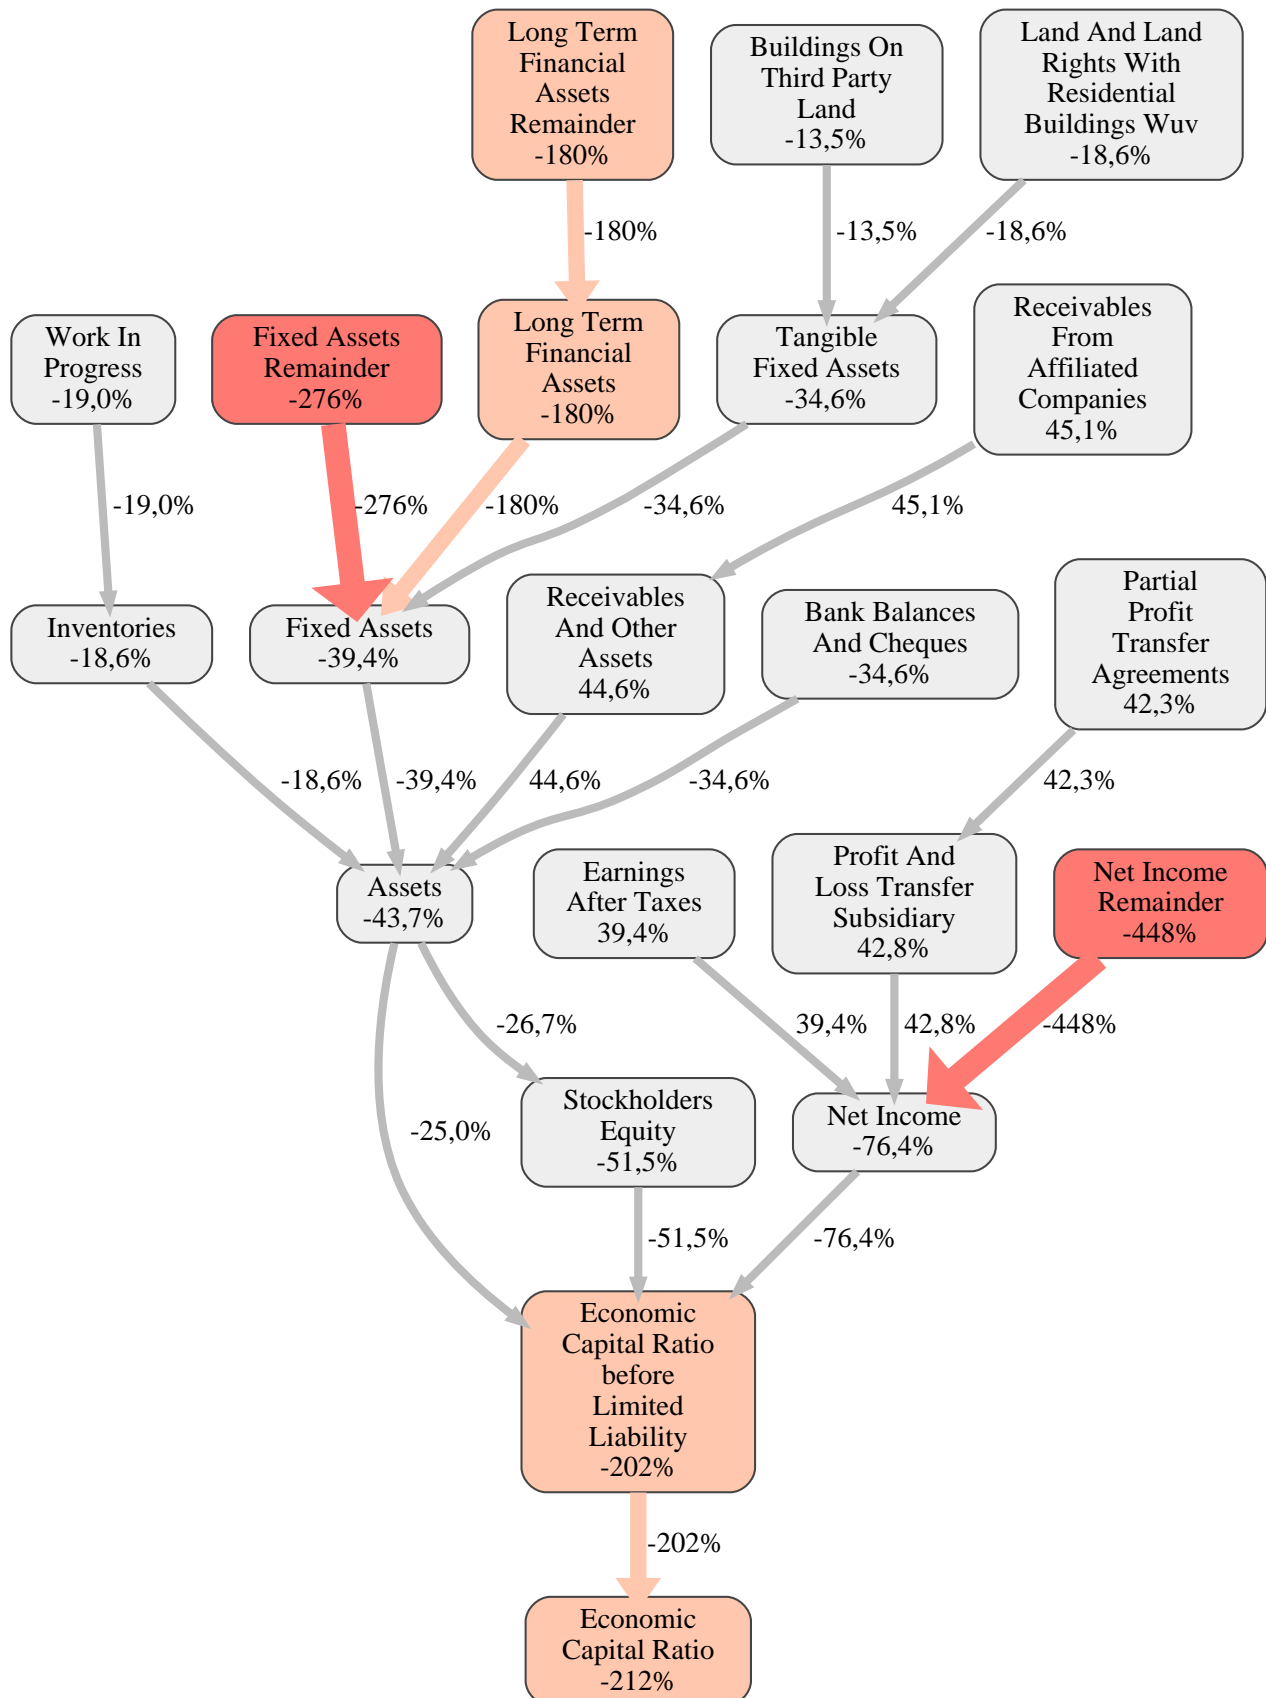 Long Term
Financial
Assets
Remainder
-180%
Buildings On
Third Party
Land
-13,5%
Land And Land
Rights With
Residential
Buildings Wuv
-18,6%
-180%
-13,5%
-18,6%
Work In
Progress
-19,0%
Fixed Assets
Remainder
-276%
Long Term
Financial
Assets
-180%
Tangible
Fixed Assets
-34,6%
Receivables
From
Affiliated
Companies
45,1%
-19,0%
-276%
-180%
-34,6%
45,1%
Inventories
-18,6%
Fixed Assets
-39,4%
Receivables
And Other
Assets
44,6%
Bank Balances
And Cheques
-34,6%
Partial
Profit
Transfer
Agreements
42,3%
-18,6%
-39,4%
44,6%
-34,6%
42,3%
Assets
-43,7%
Earnings
After Taxes
39,4%
Profit And
Loss Transfer
Subsidiary
42,8%
Net Income
Remainder
-448%
-26,7%
39,4%
42,8%
-448%
-25,0%
Stockholders
Equity
-51,5%
Net Income
-76,4%
-51,5%
-76,4%
Economic
Capital Ratio
before
Limited
Liability
-202%
-202%
Economic
Capital Ratio
-212%